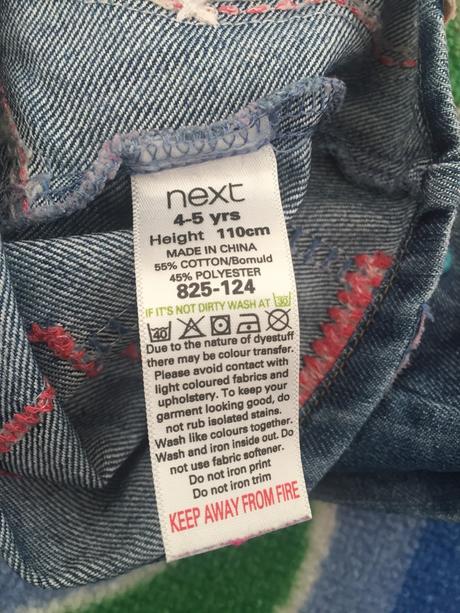 next
4-5 yrs
Height 110cm
MADE IN CHINA
55% COTTON/Bomuld
45% POLYESTER
825-124
IF IT'S NOT DIRTY WASH AT 30
40
Due to the nature of dyestuff
there may be colour transfer.
Please avoid contact with
light coloured fabrics and
upholstery. To keep your
garment looking good, do
not rub isolated stains.
Wash like colours together.
Wash and iron inside out. Do
not use fabric softener.
Do not iron print
Do not iron trim
KEEP AWAY FROM FIRE